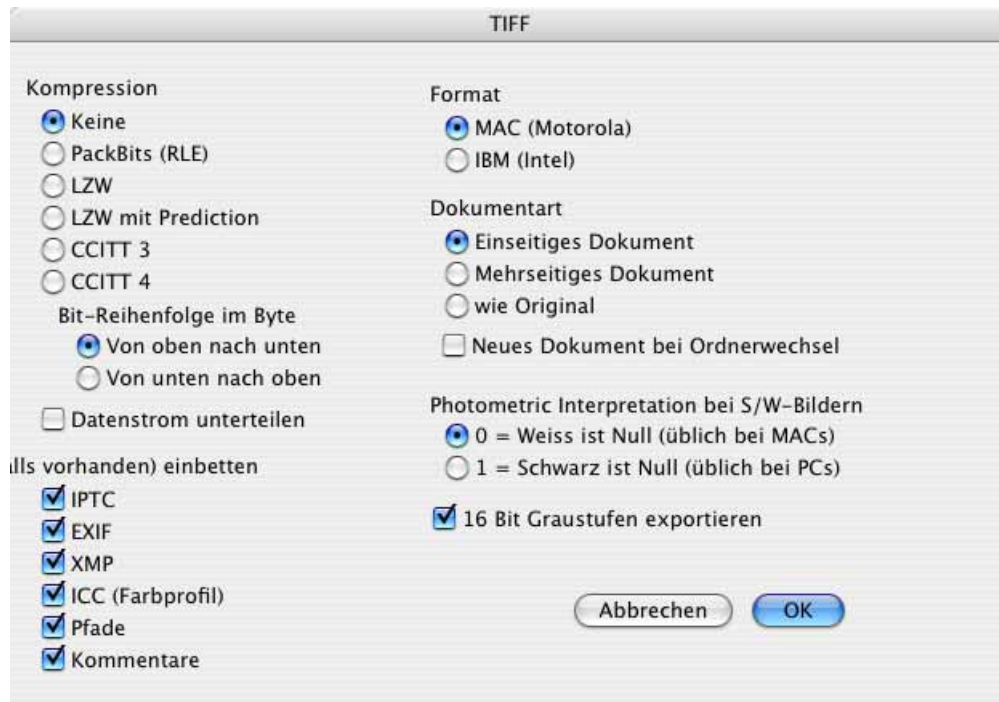 TIFF
Kompression
Keine
PackBits (RLE)
LZW
LZW mit Prediction
CCITT 3
CCITT 4
Bit-Reihenfolge im Byte
Von oben nach unten
Von unten nach oben
Datenstrom unterteilen
vorhanden) einbetten
IPTC
EXIF
XMP
ICC (Farbprofil)
Pfade
Kommentare
Format
MAC (Motorola)
IBM (Intel)
Dokumentart
Einseitiges Dokument
Mehrseitiges Dokument
wie Original
Neues Dokument bei Ordnerwechsel
Photometric Interpretation bei S/W-Bildern
0 = Weiss ist Null (üblich bei MACs)
1 = Schwarz ist Null (üblich bei PCs)
16 Bit Graustufen exportieren
Abbrechen
OK